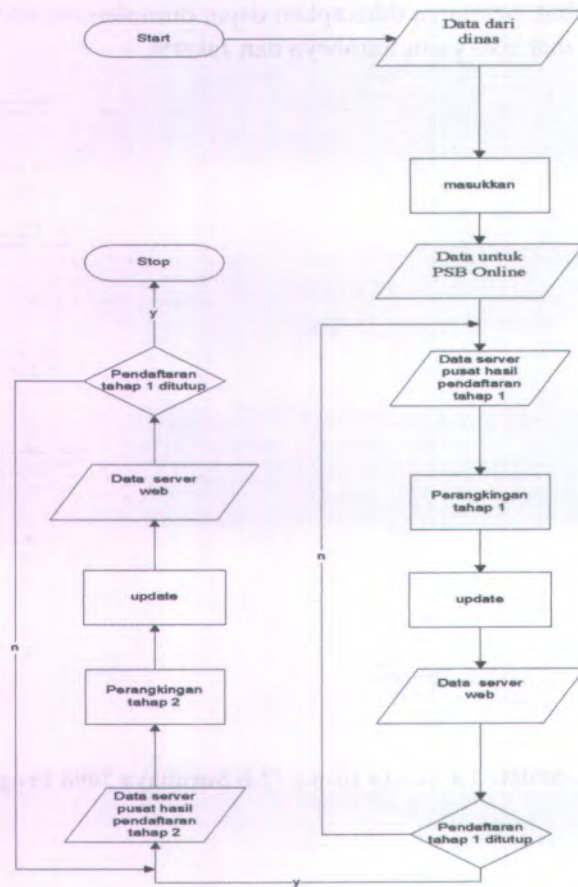 Start
Data dari
dinas
masukkan
Data untuk
PSB Online
Data server
pusat hasil
pendaftaran
tahap 1
Perangkingan
tahap 1
update
Data server
web
Pendaftaran
tahap 1 ditutup
n
y
Data server
pusat hasil
pendaftaran
tahap 2
Perangkingan
tahap 2
update
Data server
web
Pendaftaran
tahap 1 ditutup
n
y
Stop